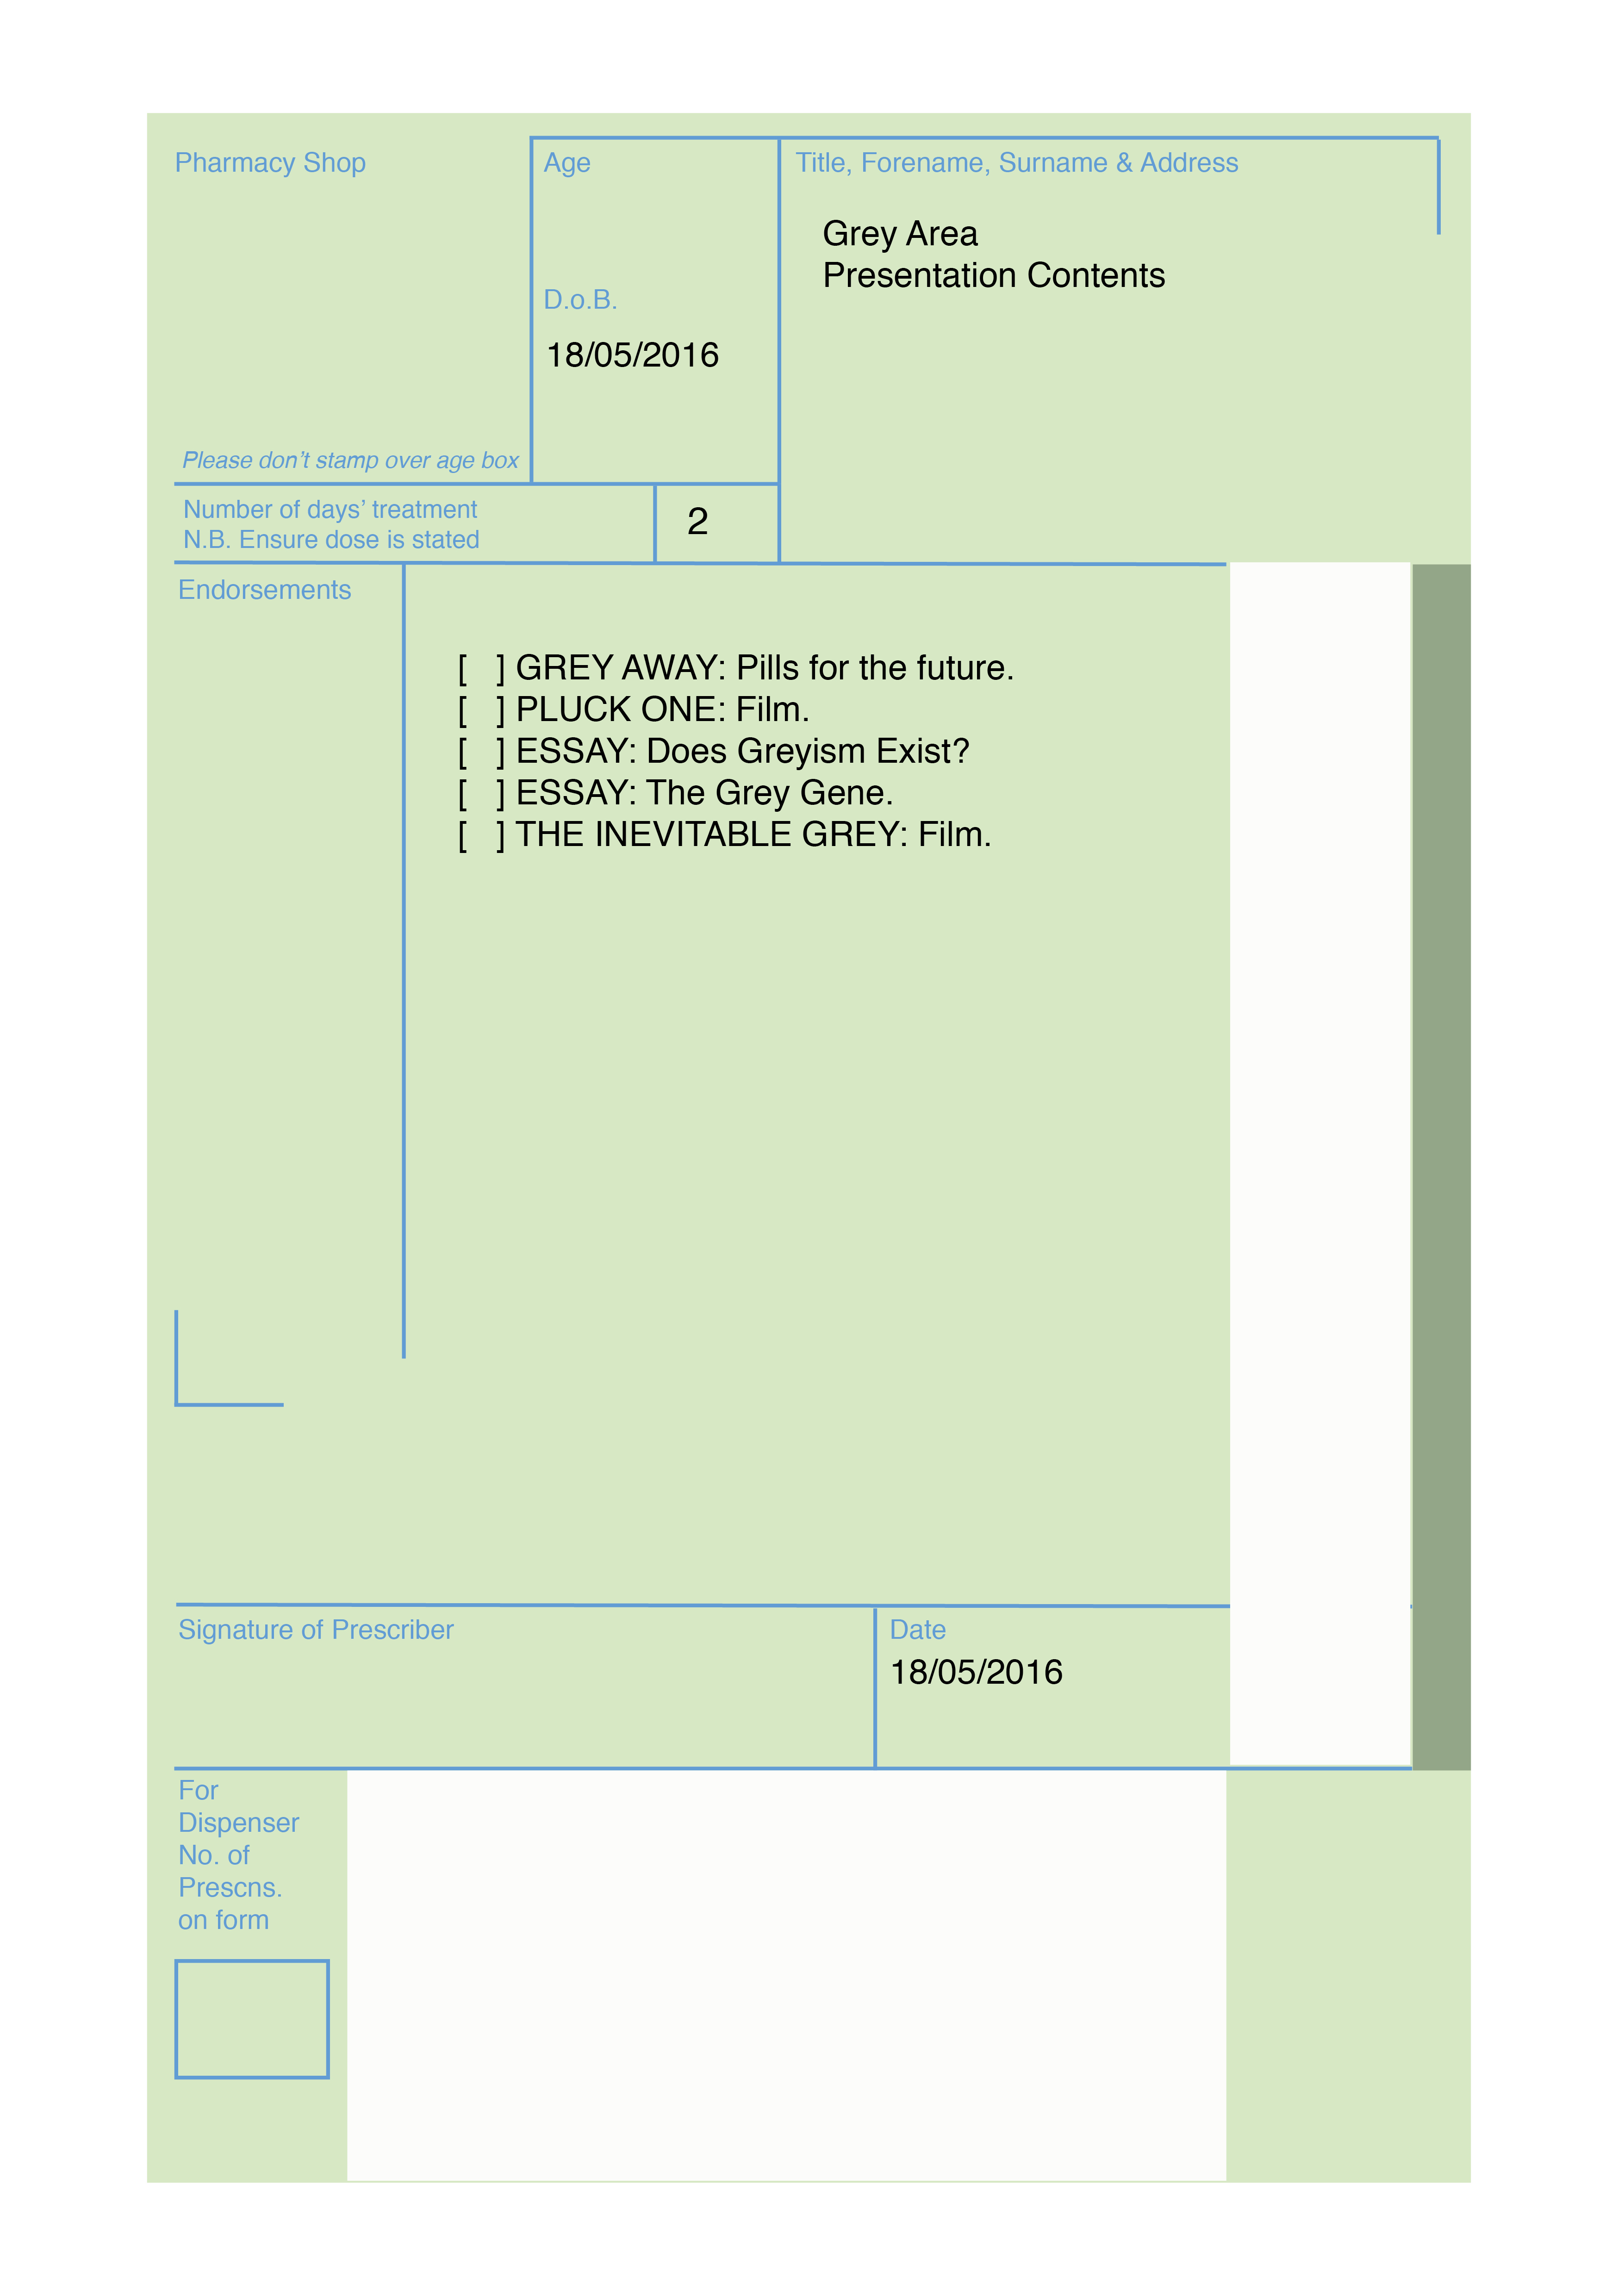 Pharmacy Shop
Age
Title, Forename, Surname & Address
Grey Area
Presentation Contents
D.o.B.
18/05/2016
Please don’t stamp over age box
Number of days’ treatment
N.B. Ensure dose is stated
2
Endorsements
[   ] GREY AWAY: Pills for the future.
[   ] PLUCK ONE: Film.
[   ] ESSAY: Does Greyism Exist?
[   ] ESSAY: The Grey Gene.
[   ] THE INEVITABLE GREY: Film.
Signature of Prescriber
Date
18/05/2016
For
Dispenser
No. of
Prescns.
on form